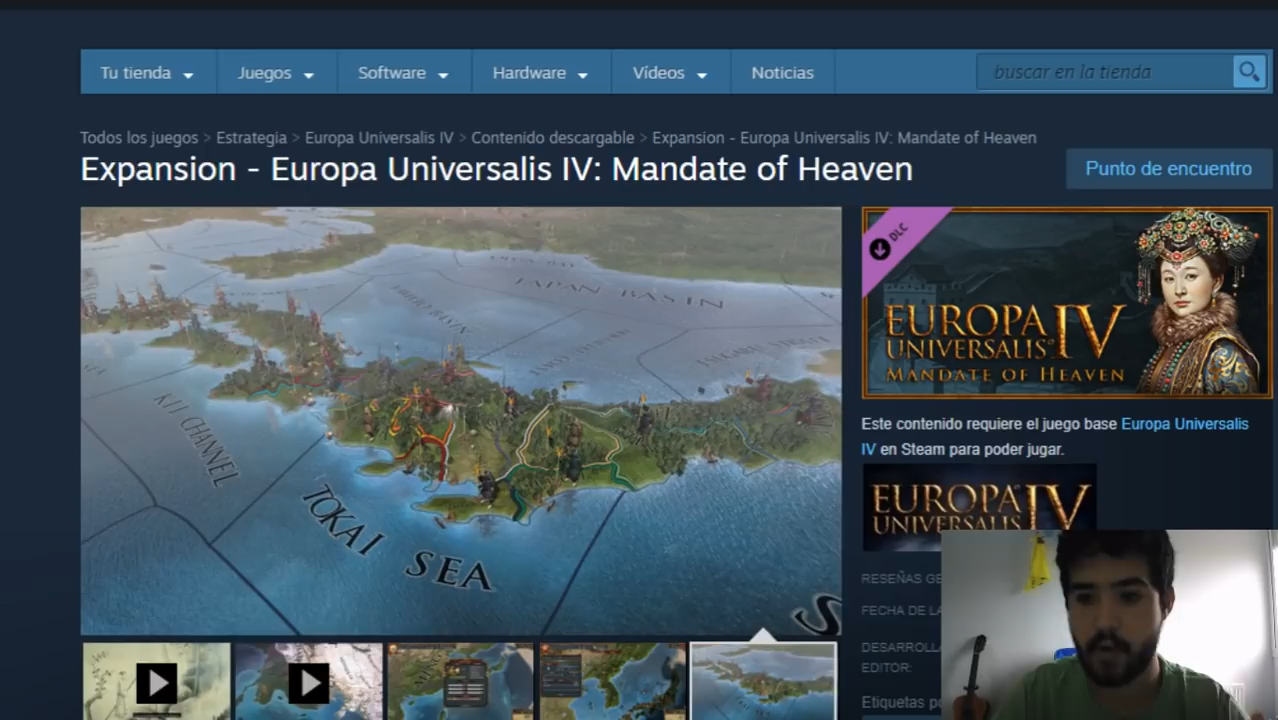 Tu tienda
Juegos
Software
Hardware
Vídeos
Noticias
buscar en la tienda
Todos los juegos > Estrategia > Europa Universalis IV > Contenido descargable > Expansion - Europa Universalis IV: Mandate of Heaven
Expansion - Europa Universalis IV: Mandate of Heaven
Punto de encuentro
JAPAN BASIN
KII CHANNEL
TOKAI SEA
DLC
EUROPA
UNIVERSALIS IV
MANDATE OF HEAVEN
Este contenido requiere el juego base Europa Universalis
IV en Steam para poder jugar.
EUROPA
UNIVERSALIS IV
RESEÑAS
FECHA DE
EDITOR:
Etiquetas